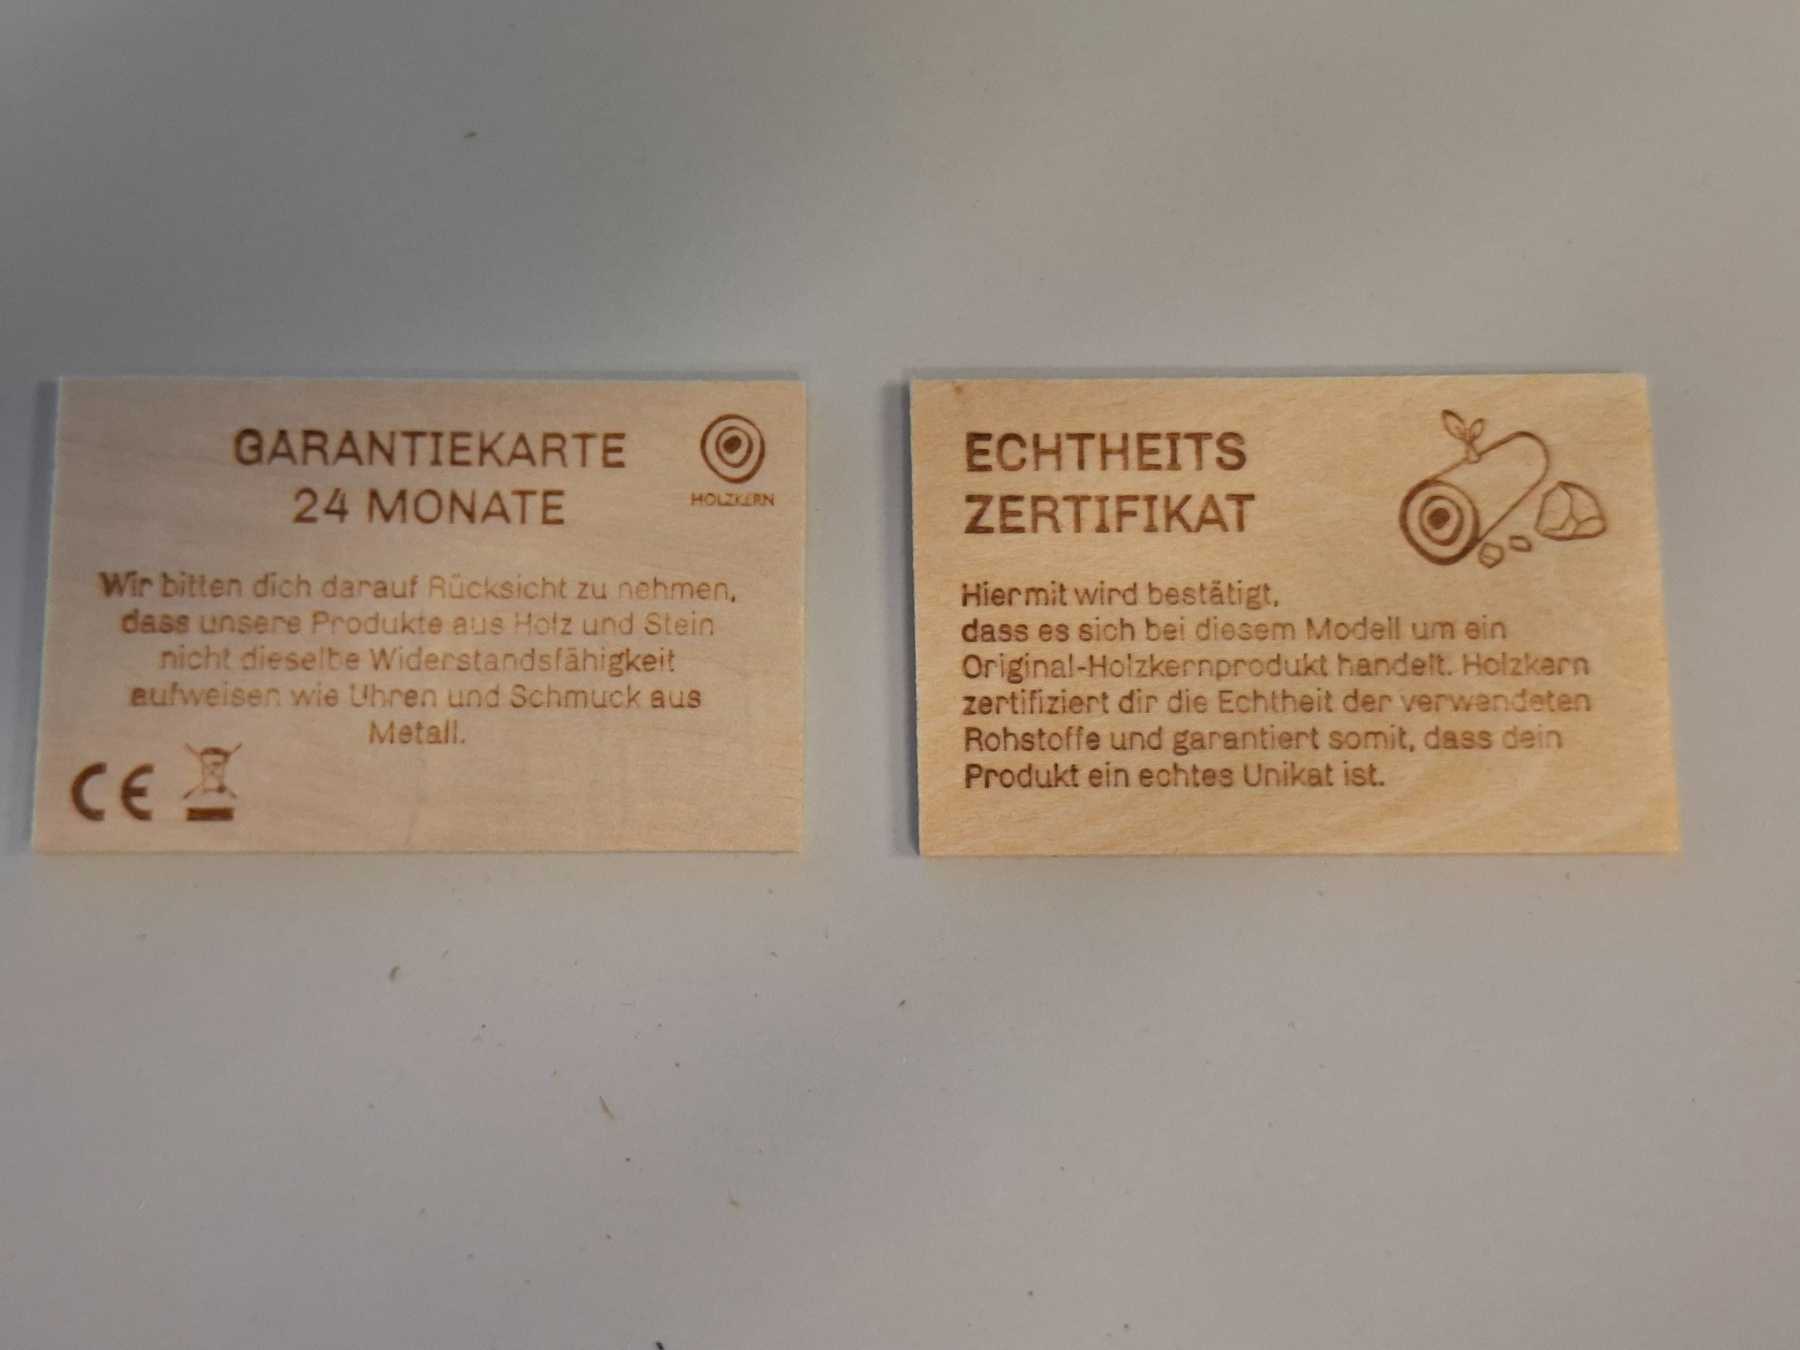 GARANTIEKARTE
24 MONATE
HOLZKERN
Wir bitten dich darauf Rücksicht zu nehmen,
dass unsere Produkte aus Holz und Stein
nicht dieselbe Widerstandsfähigkeit
aufweisen wie Uhren und Schmuck aus
Metall.
CE
ECHTHEITS
ZERTIFIKAT
Hiermit wird bestätigt,
dass es sich bei diesem Modell um ein
Original-Holzkernprodukt handelt. Holzkern
zertifiziert dir die Echtheit der verwendeten
Rohstoffe und garantiert somit, dass dein
Produkt ein echtes Unikat ist.